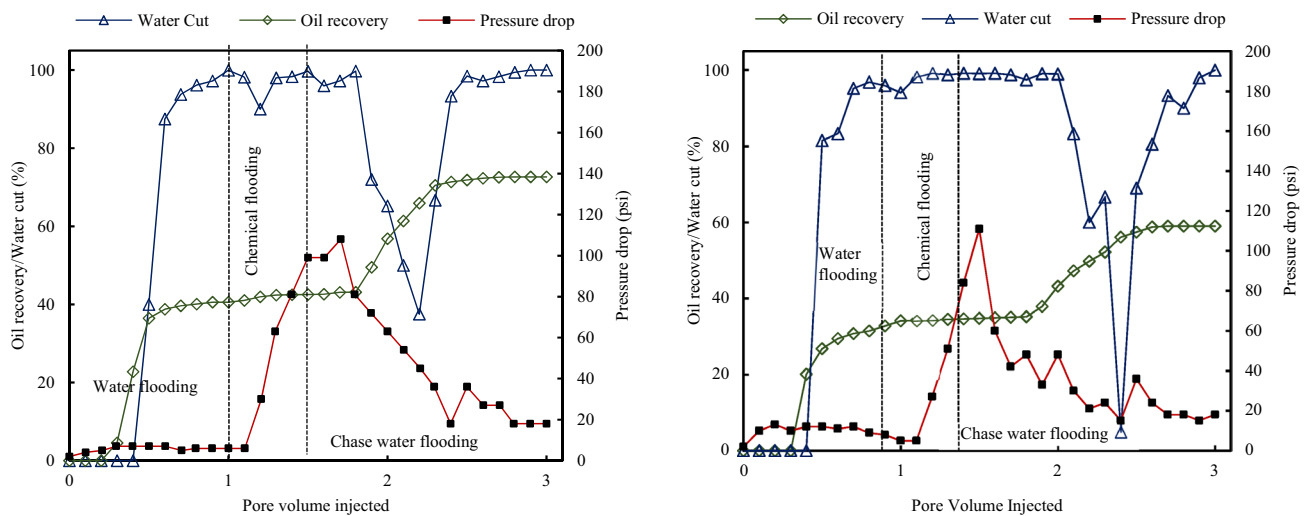 Water Cut Oil recovery Pressure drop
Oil recovery/Water cut (%)
100
80
60
40
20
0
Water flooding
Chemical flooding
Chase water flooding
200
180
160
140
120
100
80
60
40
20
0
Pressure drop (psi)
0 1 2 3
Pore volume injected
Oil recovery Water cut Pressure drop
Oil recovery/Water cut (%)
100
80
60
40
20
0
Water
flooding
Chemical flooding
Chase water flooding
200
180
160
140
120
100
80
60
40
20
0
Pressure drop (psi)
0 1 2 3
Pore Volume Injected